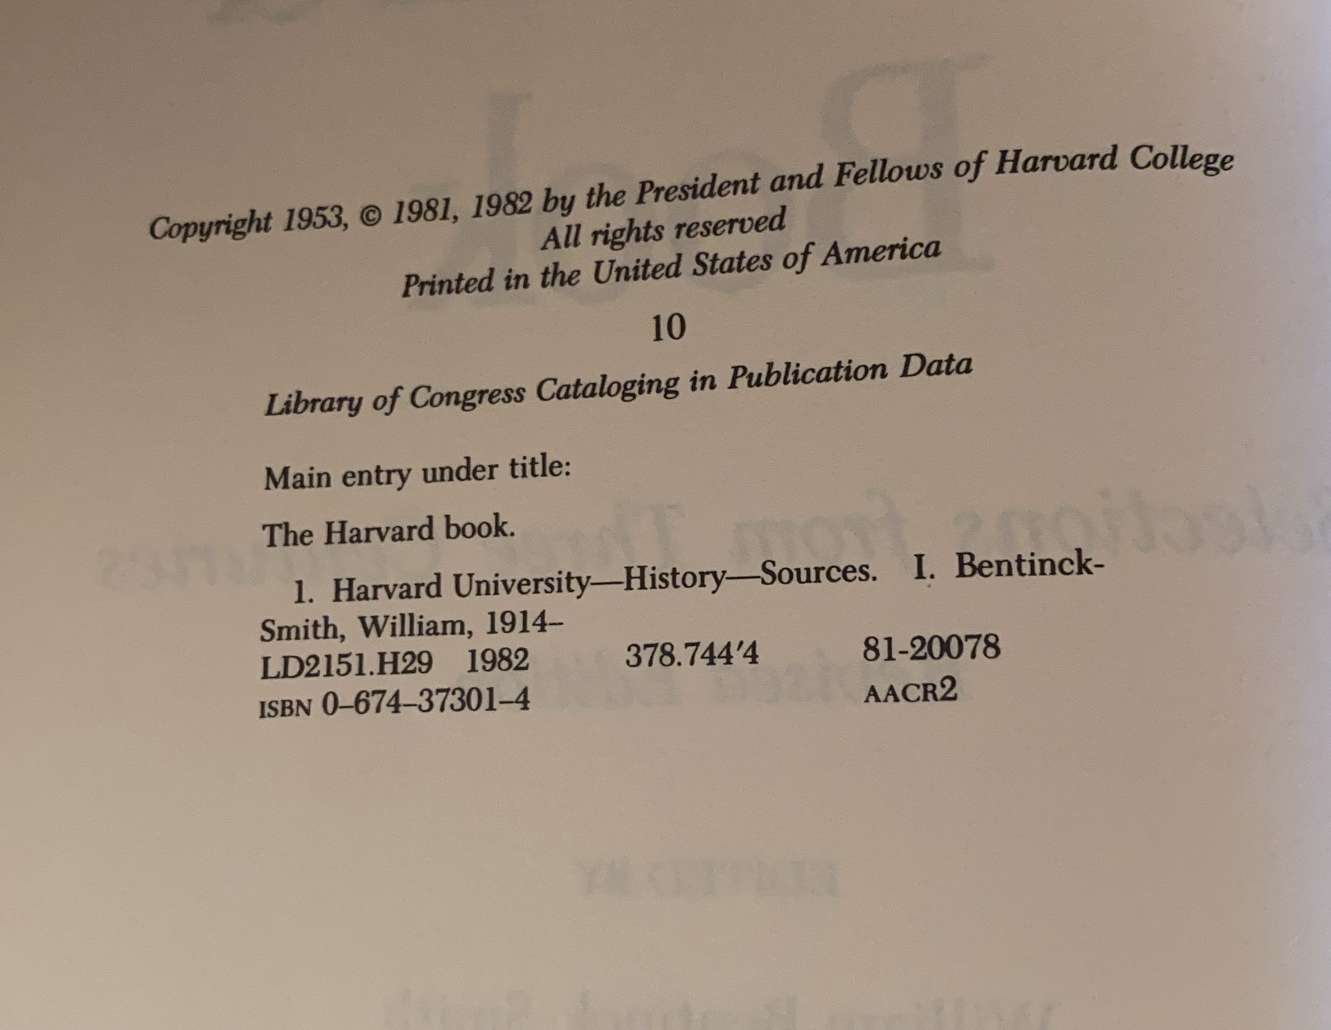 Copyright 1953, © 1981, 1982 by the President and Fellows of Harvard College
All rights reserved
Printed in the United States of America
10
Library of Congress Cataloging in Publication Data
Main entry under title:
The Harvard book.
1. Harvard University—History—Sources. I. Bentinck-
Smith, William, 1914–
LD2151.H29 1982 378.744′4 81-20078
ISBN 0–674–37301–4 AACR2